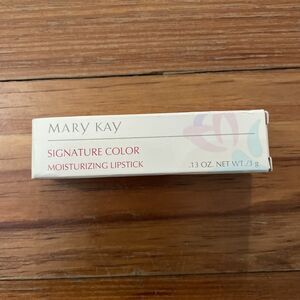 MARY KAY
SIGNATURE COLOR
MOISTURIZING LIPSTICK
.13 OZ. NET WT./3 g